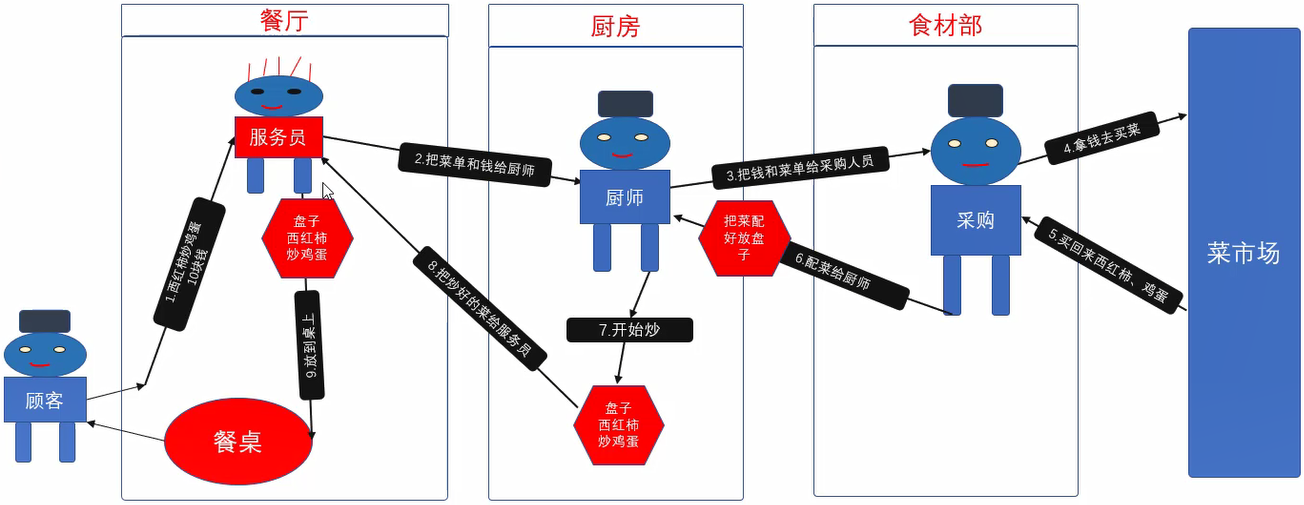 餐厅
厨房
食材部
服务员
2.把菜单和钱给厨师
厨师
3.把钱和菜单给采购人员
采购
4.拿钱去买菜
菜市场
1.西红柿炒鸡蛋
10块钱
盘子
西红柿
炒鸡蛋
8.把炒好的菜给服务员
把菜配
好放盘
子
6.配菜给厨师
5.买回来西红柿、鸡蛋
7.开始炒
9.放到桌上
顾客
餐桌
盘子
西红柿
炒鸡蛋